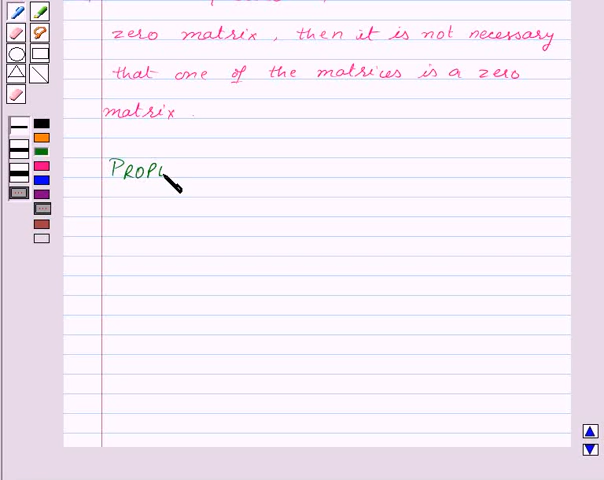 zero matrix, then it is not necessary
that one of the matrices is a zero
matrix.
PROP